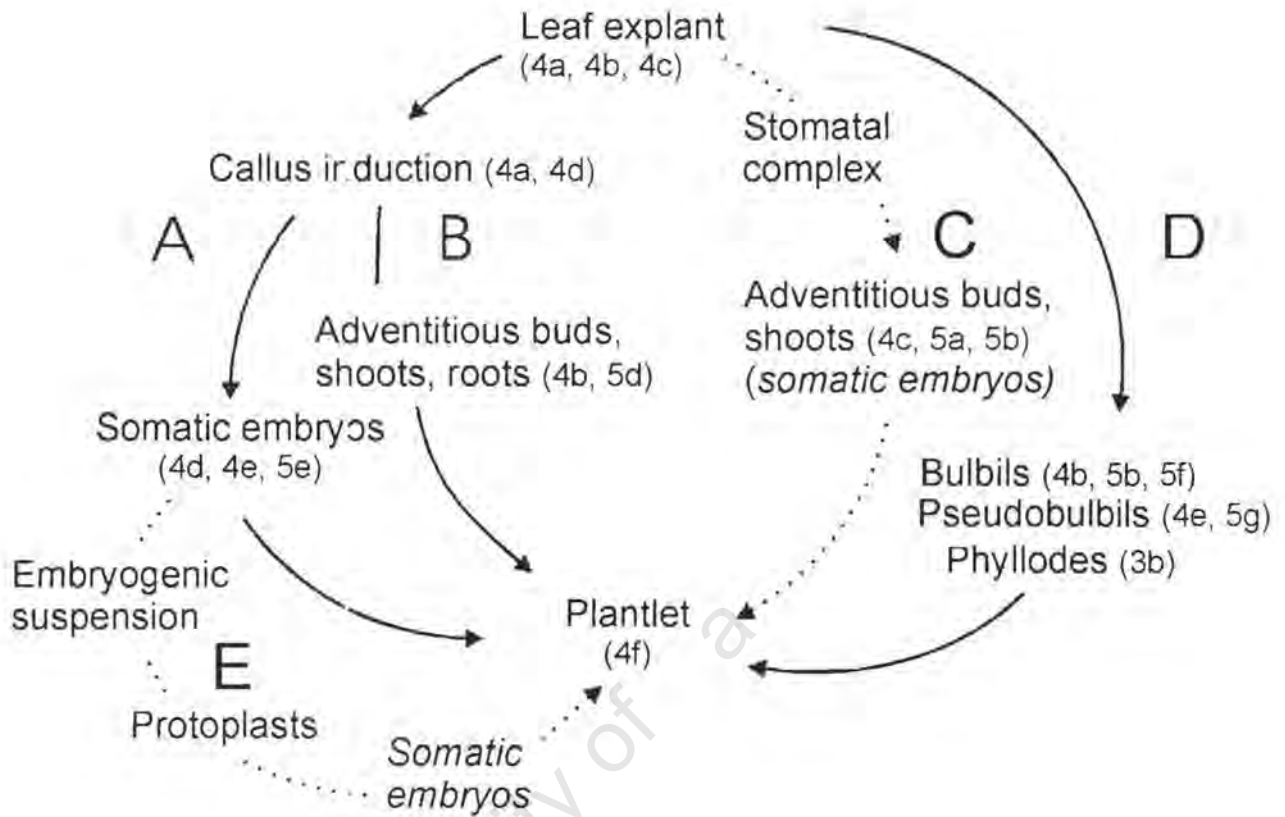 Leaf explant
(4a, 4b, 4c)
Stomatal
complex
Callus induction (4a, 4d)
A
B
C
D
Adventitious buds,
shoots, roots (4b, 5d)
Adventitious buds,
shoots (4c, 5a, 5b)
(somatic embryos)
Somatic embryos
(4d, 4e, 5e)
Bulbils (4b, 5b, 5f)
Pseudobulbils (4e, 5g)
Phyllodes (3b)
Embryogenic
suspension
Plantlet
(4f)
E
Protoplasts
Somatic
embryos
of